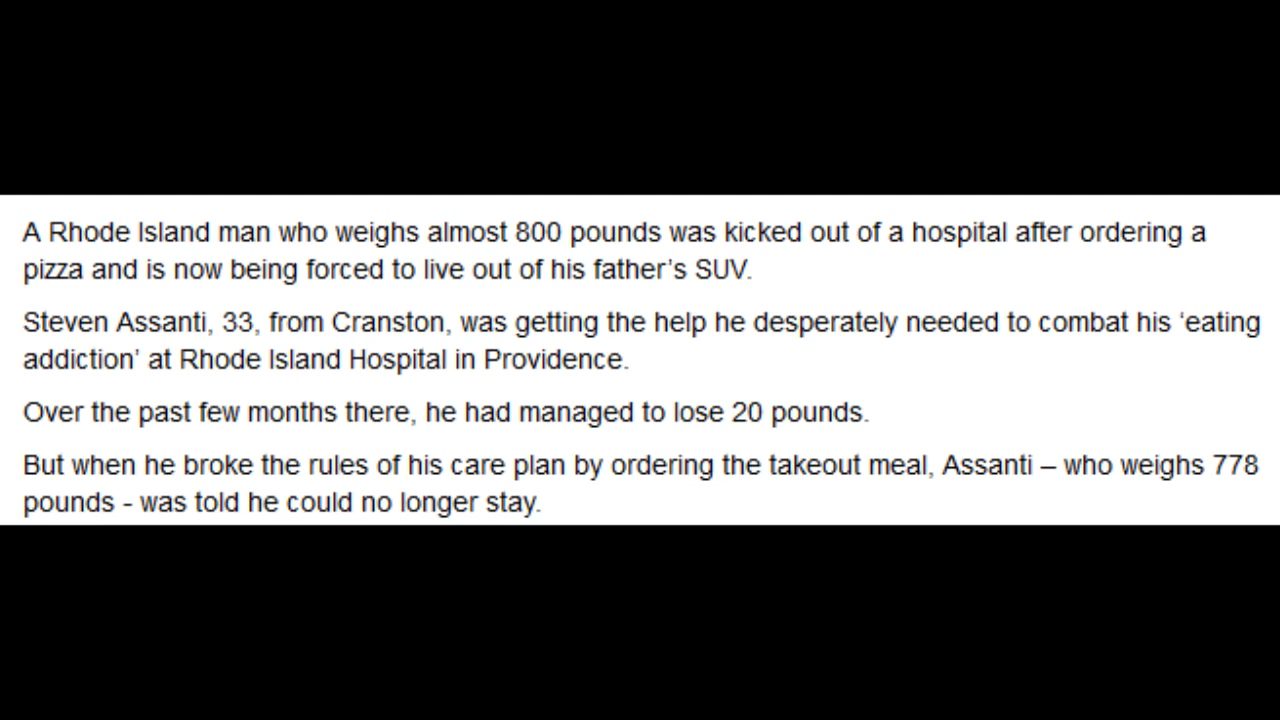 A Rhode Island man who weighs almost 800 pounds was kicked out of a hospital after ordering a
pizza and is now being forced to live out of his father’s SUV.
Steven Assanti, 33, from Cranston, was getting the help he desperately needed to combat his ‘eating
addiction’ at Rhode Island Hospital in Providence.
Over the past few months there, he had managed to lose 20 pounds.
But when he broke the rules of his care plan by ordering the takeout meal, Assanti – who weighs 778
pounds - was told he could no longer stay.